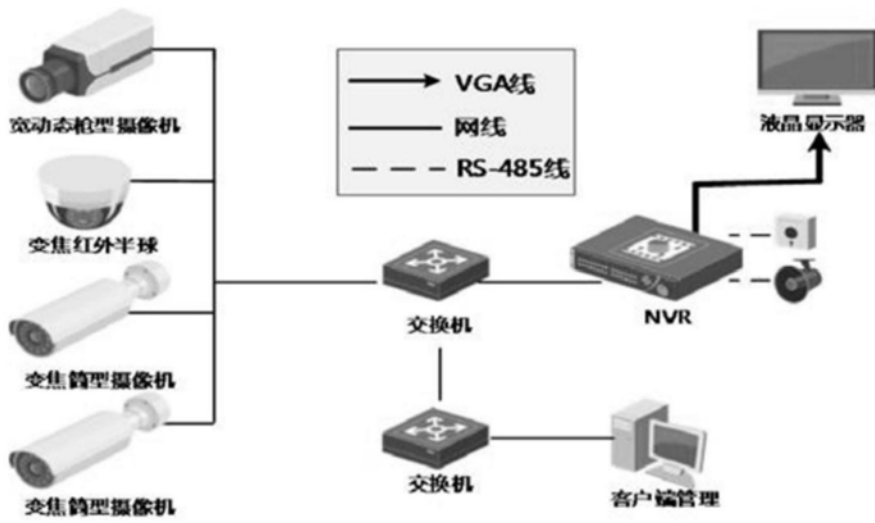 宽动态枪型摄像机
变焦红外半球
变焦筒型摄像机
变焦筒型摄像机
VGA线
网线
RS-485线
交换机
交换机
液晶显示器
NVR
客户端管理